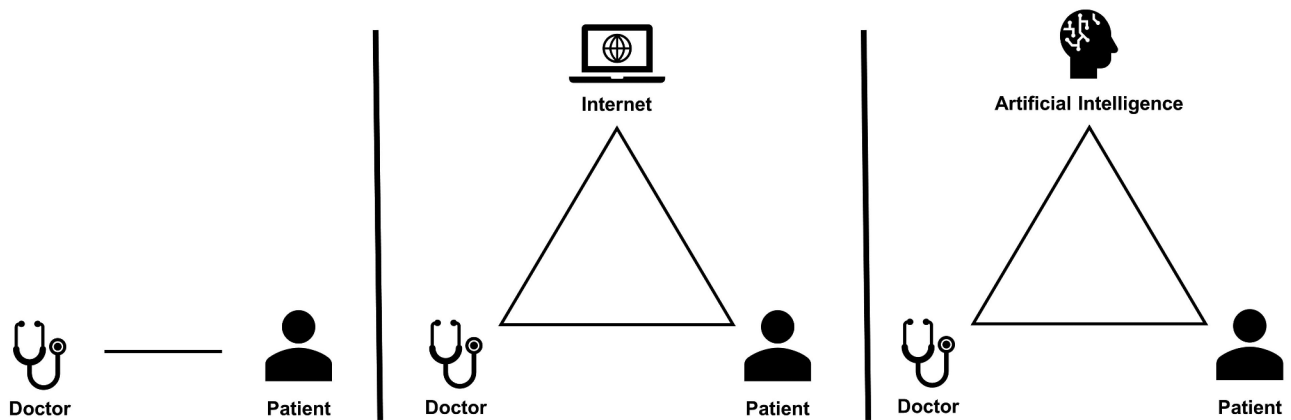 Internet
Artificial Intelligence
Doctor
Patient
Doctor
Patient
Doctor
Patient